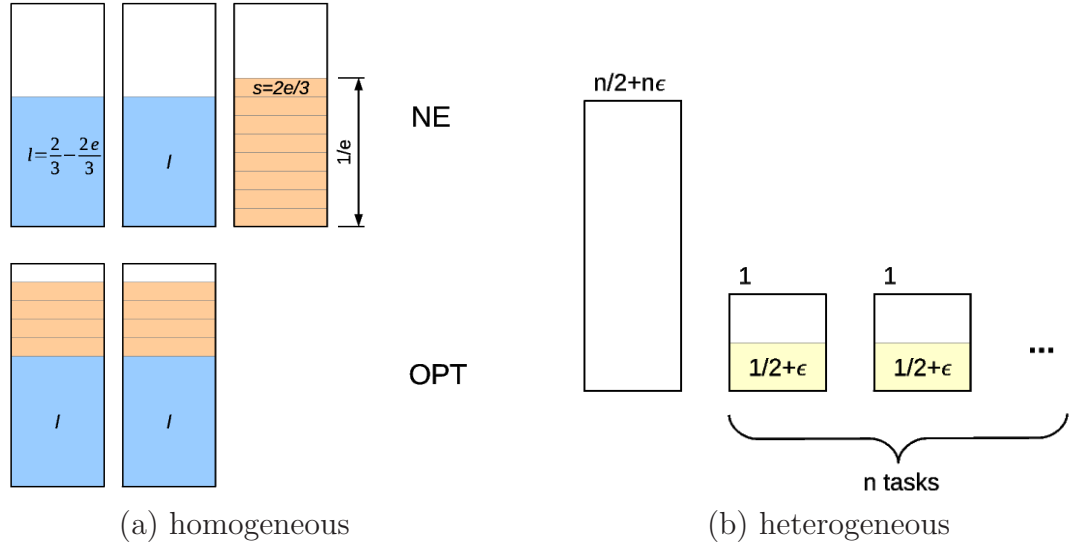 s=2e/3
l=2/3−2e/3
l
1/e
NE
l
l
OPT
(a) homogeneous
n/2+nϵ
1
1
1/2+ϵ
1/2+ϵ
...
n tasks
(b) heterogeneous